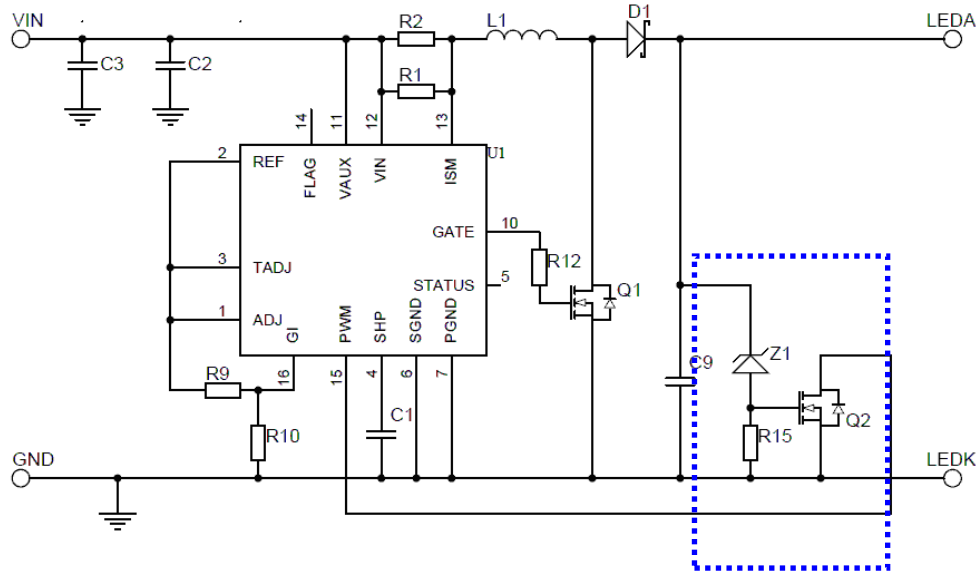 VIN
R2
L1
D1
LEDA
C3
C2
R1
14
11
12
13
2
REF
FLAG
VAUX
VIN
ISM
U1
GATE
10
R12
3
TADJ
STATUS
5
Q1
1
ADJ
GI
PWM
SHP
SGND
PGND
Z1
C9
R9
16
15
4
6
7
C1
Q2
R10
R15
GND
LEDK